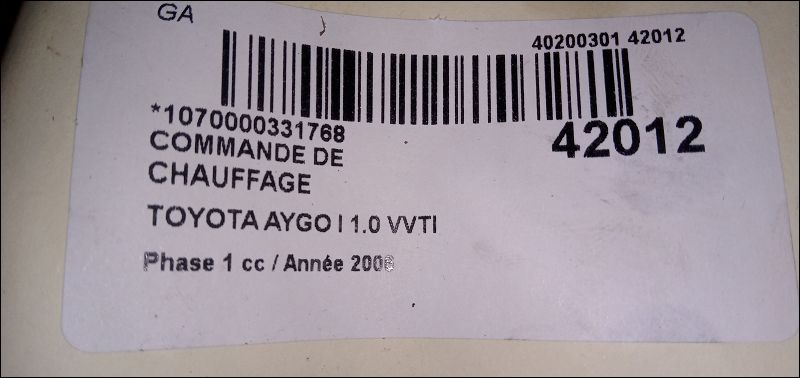 GA
40200301 42012
*1070000331768
42012
COMMANDE DE
CHAUFFAGE
TOYOTA AYGO I 1.0 VVTI
Phase 1 cc / Année